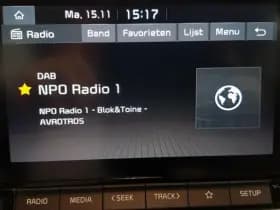 Ma. 15.11 15:17
Radio Band Favorieten Lijst Menu
DAB
NPO Radio 1
NPO Radio 1 - Blok&Toine -
AVROTROS
RADIO MEDIA <SEEK TRACK> SETUP